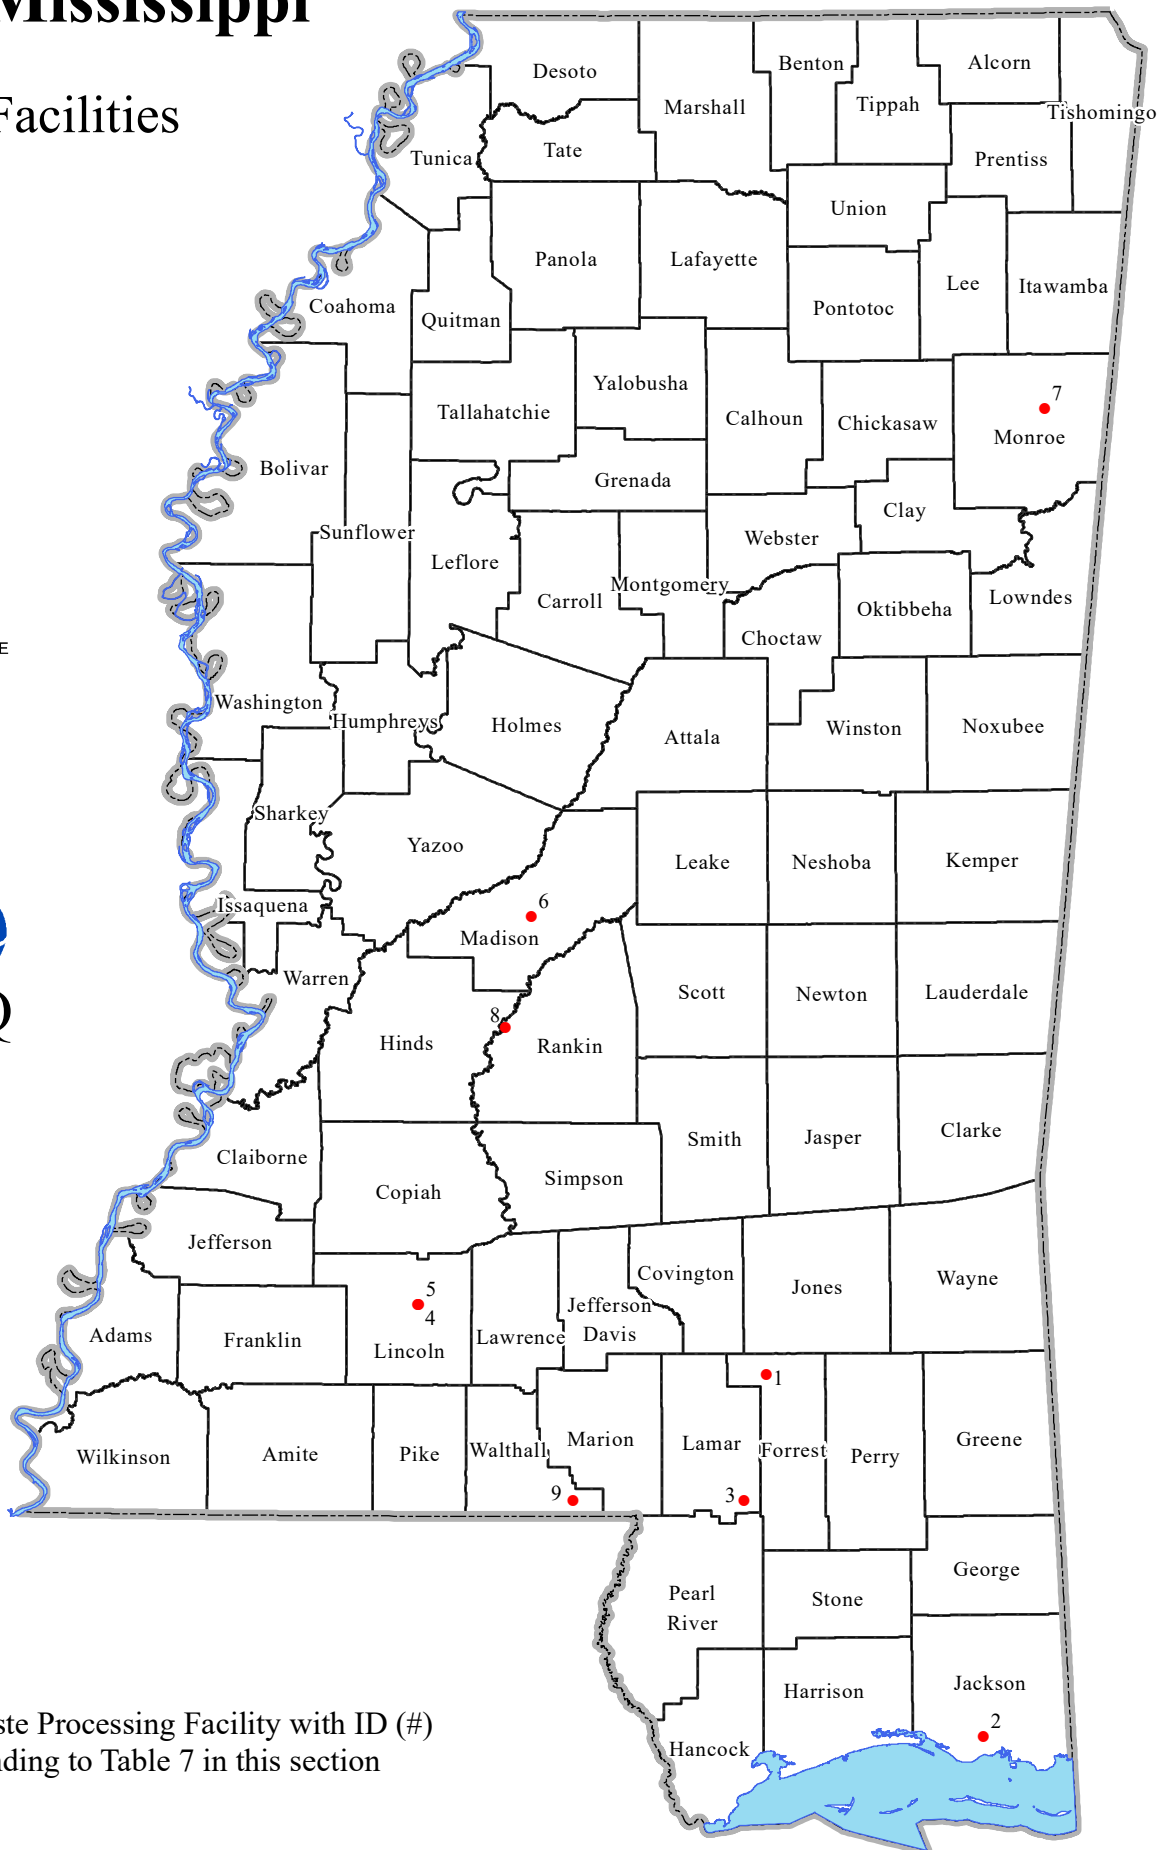 Mississippi
Facilities
Desoto
Marshall
Benton
Tippah
Alcorn
Tishomingo
Tunica
Tate
Prentiss
Union
Panola
Lafayette
Pontotoc
Lee
Itawamba
Coahoma
Quitman
Yalobusha
Tallahatchie
Calhoun
Chickasaw
7
Monroe
Bolivar
Grenada
Clay
Sunflower
Webster
Leflore
Montgomery
Carroll
Oktibbeha
Lowndes
Choctaw
E
Washington
Humphreys
Holmes
Attala
Winston
Noxubee
Sharkey
Yazoo
Leake
Neshoba
Kemper
Issaquena
6
Madison
Warren
Scott
Newton
Lauderdale
Q
8
Hinds
Rankin
Smith
Jasper
Clarke
Claiborne
Copiah
Simpson
Jefferson
Covington
Jones
Wayne
5
4
Jefferson
Davis
Adams
Franklin
Lincoln
Lawrence
1
Wilkinson
Amite
Pike
Walthall
Marion
Lamar
Forrest
Perry
Greene
9
3
Pearl
River
Stone
George
Harrison
Jackson
2
Hancock
ste Processing Facility with ID (#)
nding to Table 7 in this section